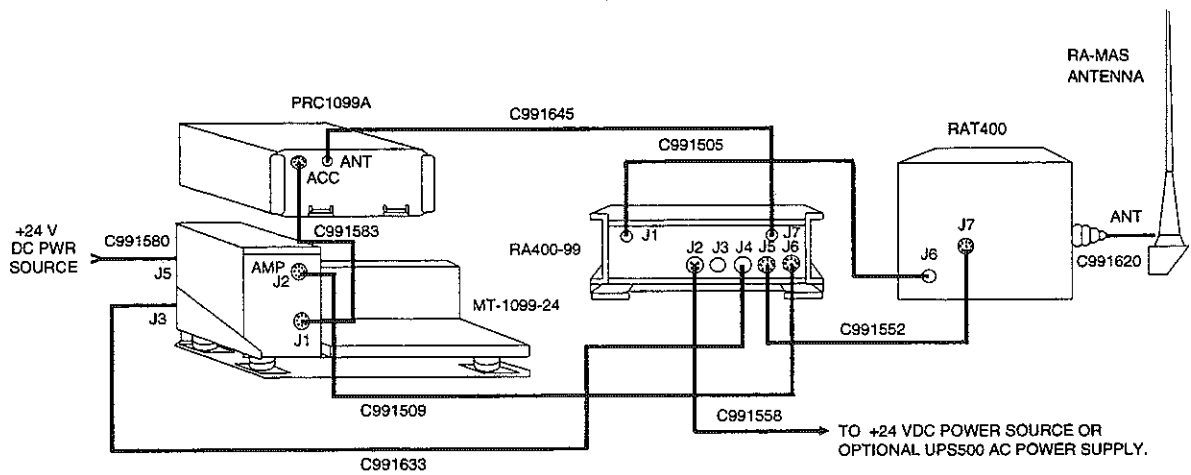 RA-MAS
ANTENNA
PRC1099A
C991645
RAT400
C991505
ANT
ACC
+24 V
DC PWR
SOURCE
C991580
C991583
J5
AMP
J2
J3
J1
MT-1099-24
RA400-99
J1
J7
J2
J3
J4
J5
J6
J7
J6
ANT
C991620
C991552
C991509
C991558
C991633
TO +24 VDC POWER SOURCE OR
OPTIONAL UPS500 AC POWER SUPPLY.